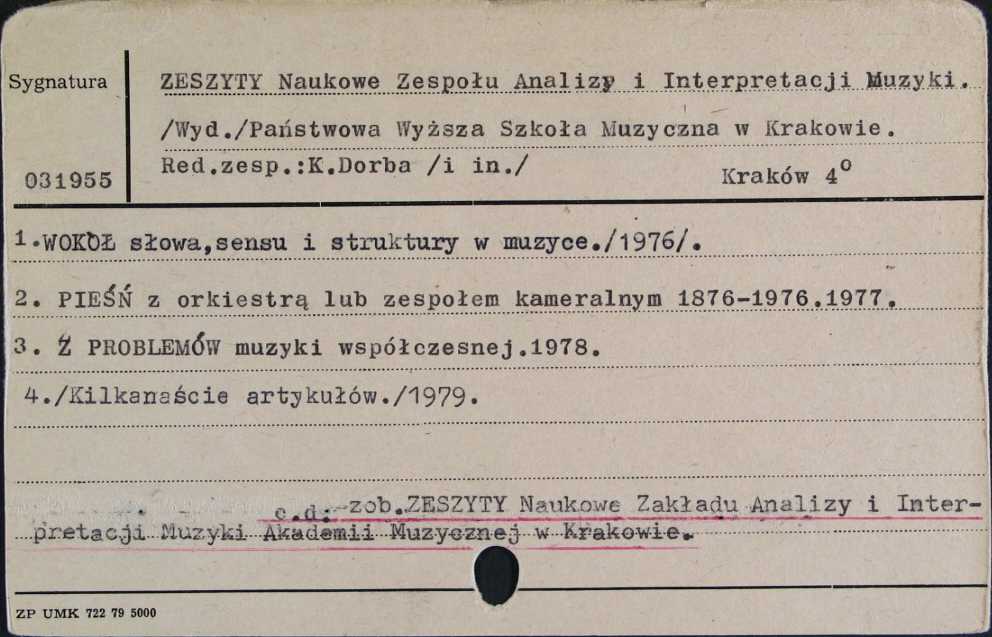 Sygnatura
ZESZYTY Naukowe Zespołu Analizy i Interpretacji Muzyki.
/Wyd./Państwowa Wyższa Szkoła Muzyczna w Krakowie.
Red.zesp.:K.Dorba /i in./
031955
Kraków 4º
1.WOKÓŁ słowa,sensu i struktury w muzyce./1976/.
2. PIEŚŃ z orkiestrą lub zespołem kameralnym 1876-1976.1977.
3. Z PROBLEMÓW muzyki współczesnej.1978.
4./Kilkanaście artykułów./1979.
c.d:-zob.ZESZYTY Naukowe Zakładu Analizy i Inter-
pretacji Muzyki Akademii Muzycznej w Krakowie.
ZP UMK 722 79 5000